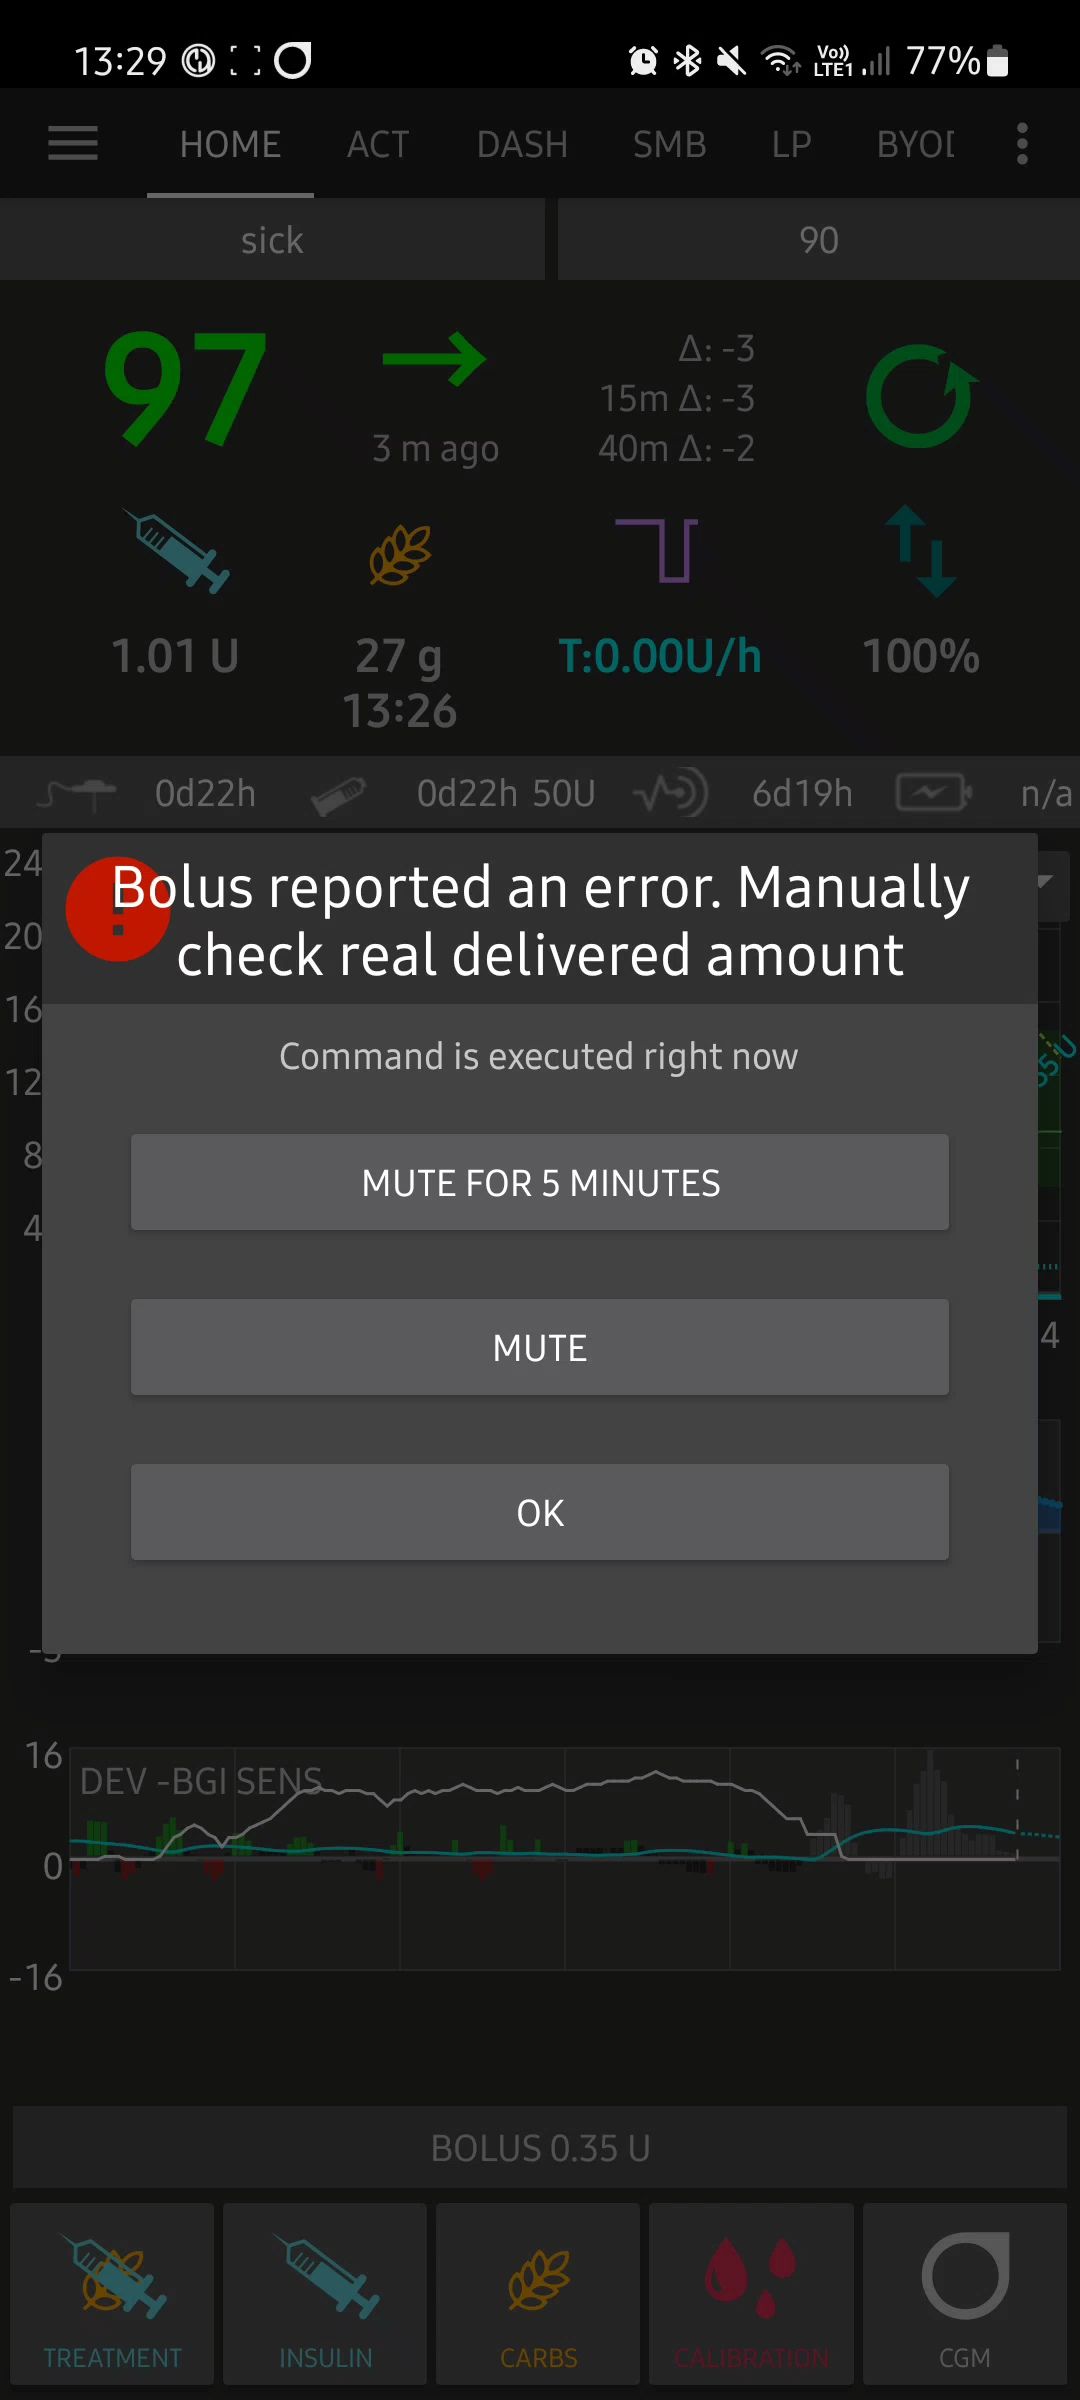 13:29
Vo))
LTE1
77%
HOME ACT DASH SMB LP
sick
90
97
3 m ago
Δ: -3
15m Δ: -3
40m Δ: -2
1.01 U
27 g
13:26
T:0.00U/h
100%
0d22h 0d22h 50U 6d19h n/a
24
20
16
12
8
4
Bolus reported an error. Manually
check real delivered amount
Command is executed right now
MUTE FOR 5 MINUTES
MUTE
OK
4
16
DEV -BGI SENS
0
-16
BOLUS 0.35 U
TREATMENT INSULIN CARBS CALIBRATION CGM